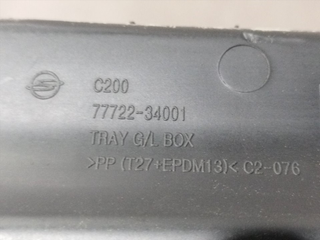 C200
77722-34001
TRAY G/L BOX
>PP (T27+EPDM13)< C2-076